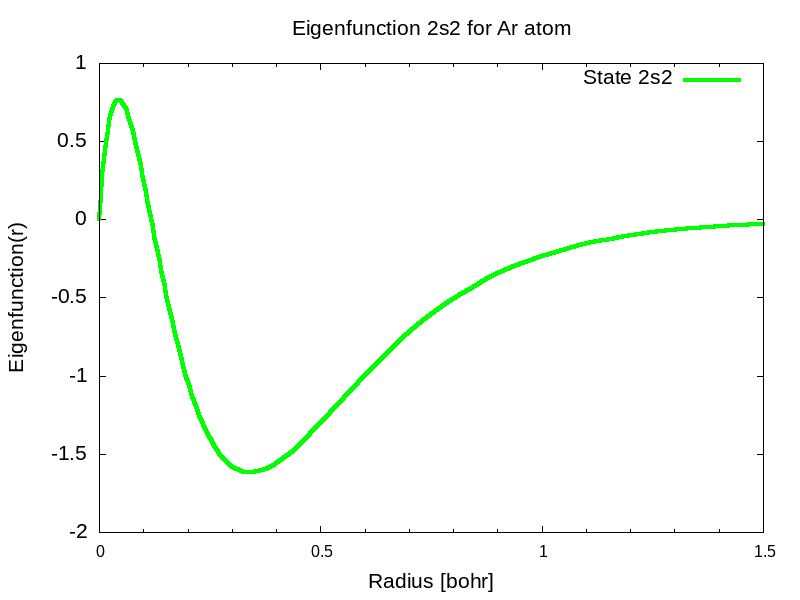 Eigenfunction 2s2 for Ar atom
State 2s2
1
0.5
0
-0.5
-1
-1.5
-2
Eigenfunction(r)
0 0.5 1 1.5
Radius [bohr]